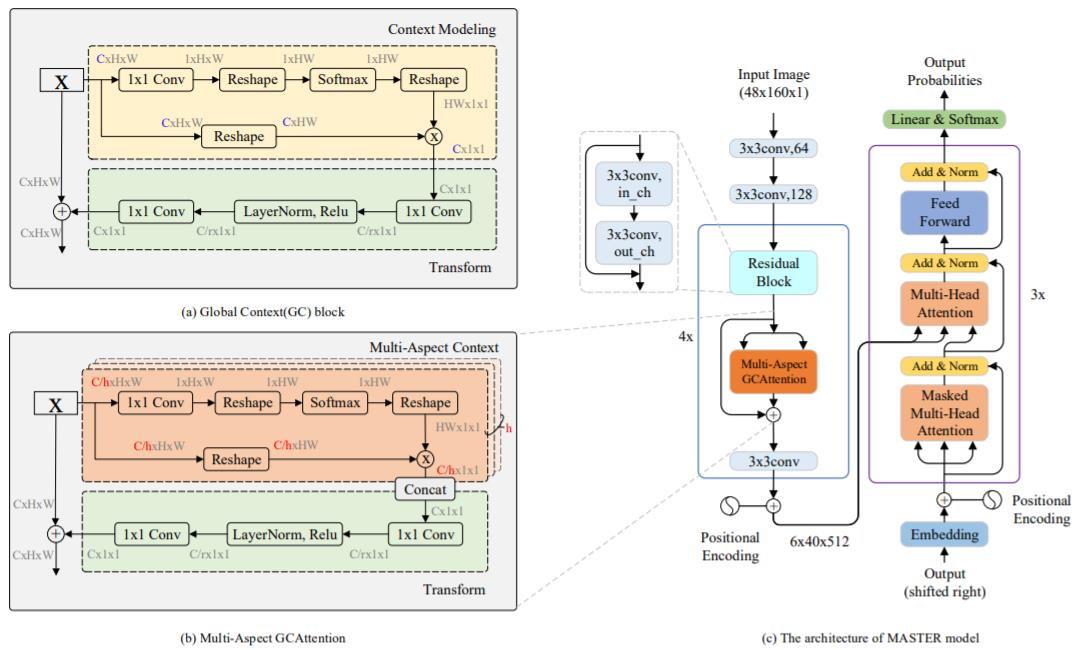 Context Modeling
X
CxHxW
1xHxW
1xHW
1xHW
1x1 Conv
Reshape
Softmax
Reshape
HWx1x1
CxHxW
Reshape
CxHW
x
Cx1x1
CxHxW
Cx1x1
+
1x1 Conv
LayerNorm, Relu
1x1 Conv
CxHxW
Cx1x1
C/rx1x1
C/rx1x1
Transform
(a) Global Context(GC) block
Multi-Aspect Context
X
C/hxHxW
1xHxW
1xHW
1xHW
1x1 Conv
Reshape
Softmax
Reshape
HWx1x1
h
C/hxHxW
Reshape
C/hxHW
x
C/hx1x1
Concat
CxHxW
Cx1x1
+
1x1 Conv
LayerNorm, Relu
1x1 Conv
CxHxW
Cx1x1
C/rx1x1
C/rx1x1
Transform
(b) Multi-Aspect GCAttention
Input Image
(48x160x1)
3x3conv,64
3x3conv,128
3x3conv,
in_ch
3x3conv,
out_ch
Residual
Block
4x
Multi-Aspect
GCAttention
+
3x3conv
+
Positional
Encoding
6x40x512
Output
Probabilities
Linear & Softmax
Add & Norm
Feed
Forward
Add & Norm
Multi-Head
Attention
3x
Add & Norm
Masked
Multi-Head
Attention
+
Positional
Encoding
Embedding
Output
(shifted right)
(c) The architecture of MASTER model